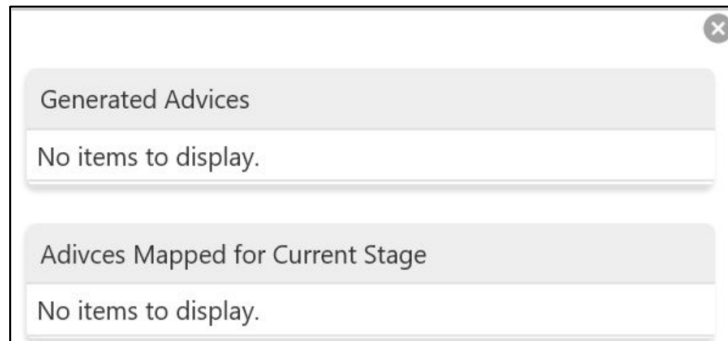 Generated Advices
No items to display.
Adivces Mapped for Current Stage
No items to display.